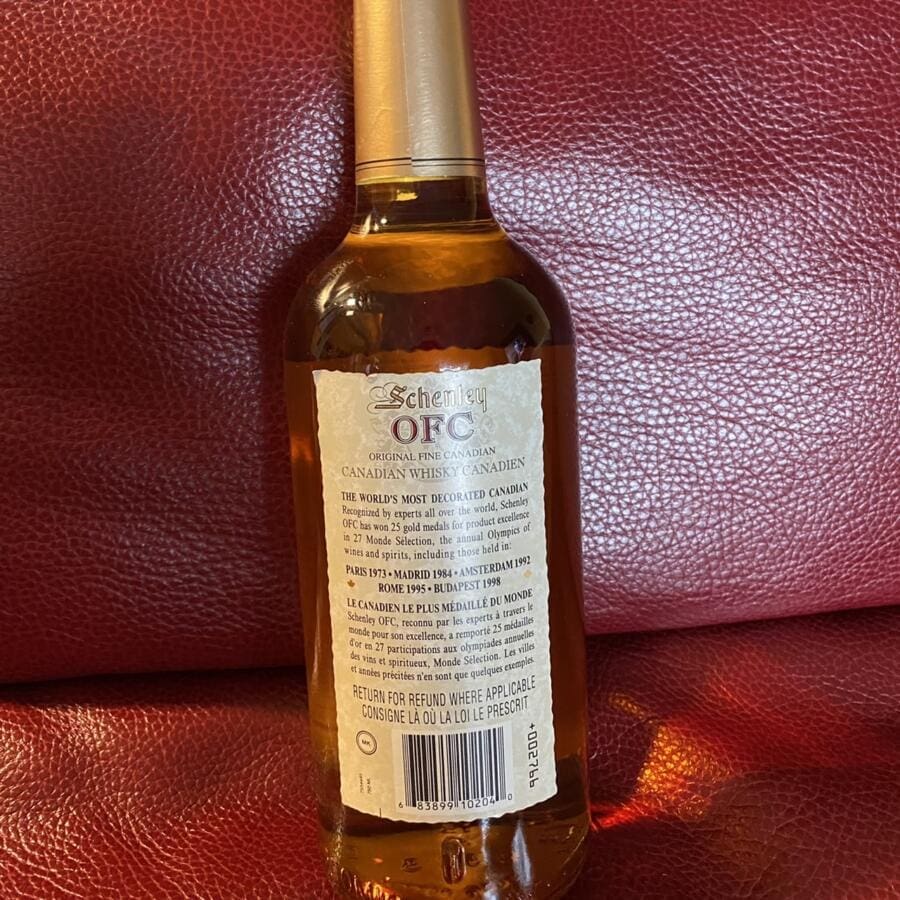 Schenley
OFC
ORIGINAL FINE CANADIAN
CANADIAN WHISKY CANADIEN
THE WORLD'S MOST DECORATED CANADIAN
Recognized by experts all over the world, Schenley
OFC has won 25 gold medals for product excellence
in 27 Monde Sélection, the annual Olympics of
wines and spirits, including those held in:
PARIS 1973 • MADRID 1984 • AMSTERDAM 1992
ROME 1995 • BUDAPEST 1998
LE CANADIEN LE PLUS MÉDAILLÉ DU MONDE
Schenley OFC, reconnu par les experts à travers le
monde pour son excellence, a remporté 25 médailles
d'or en 27 participations aux olympiades annuelles
des vins et spiritueux, Monde Sélection. Les villes
et années précitées n'en sont que quelques exemples.
RETURN FOR REFUND WHERE APPLICABLE
CONSIGNE LÀ OÙ LA LOI LE PRESCRIT
MK
750 ML
6 83899 10204 0